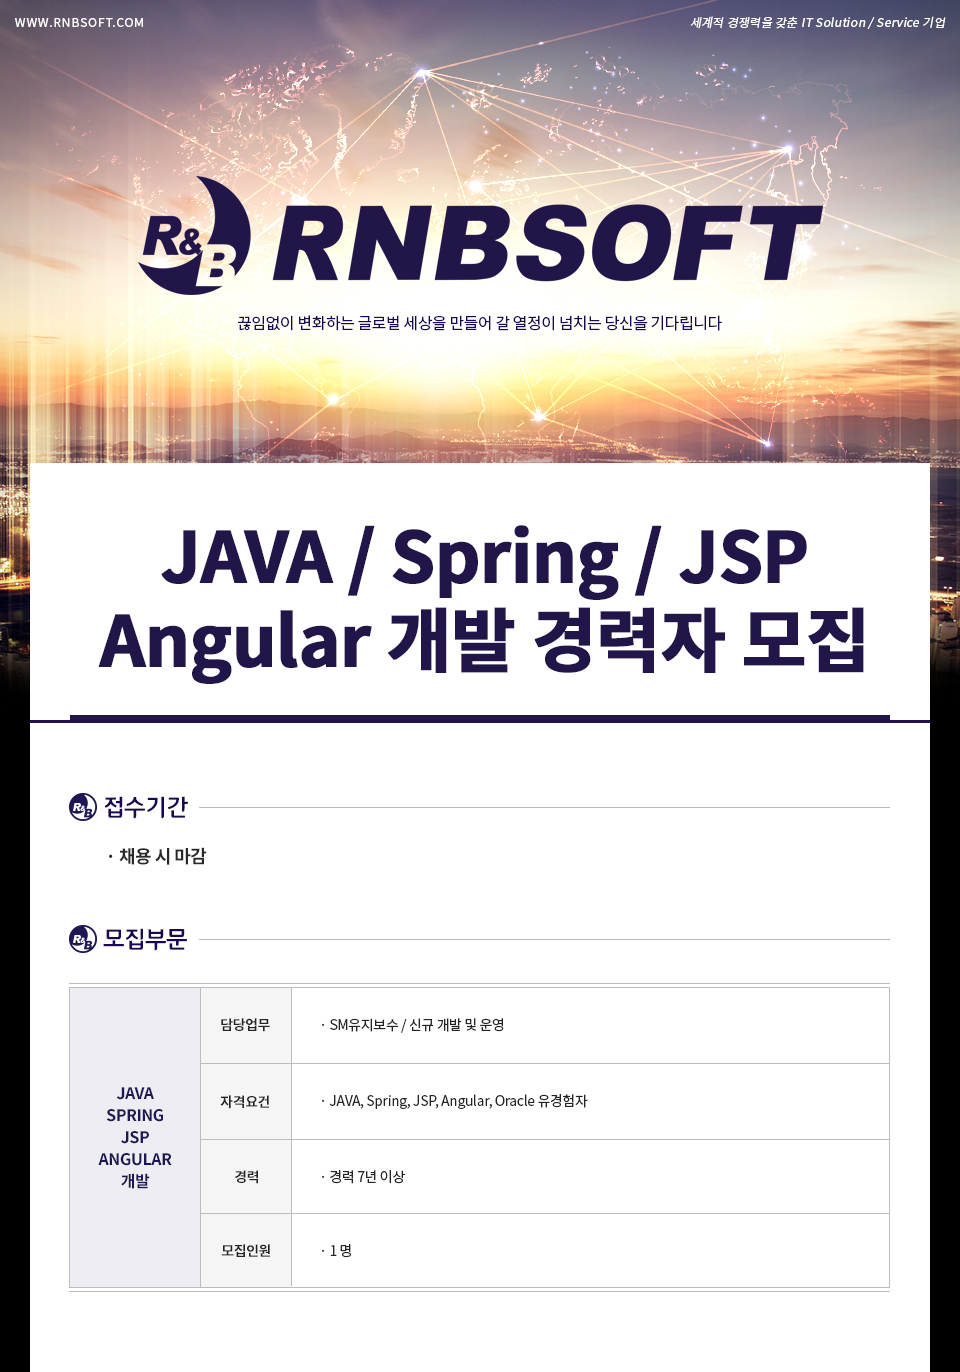 WWW.RNBSOFT.COM
세계적 경쟁력을 갖춘 IT Solution / Service 기업
R&B RNBSOFT
끊임없이 변화하는 글로벌 세상을 만들어 갈 열정이 넘치는 당신을 기다립니다
JAVA / Spring / JSP
Angular 개발 경력자 모집
R&B 접수기간
· 채용 시 마감
R&B 모집부문
JAVA
SPRING
JSP
ANGULAR
개발
담당업무
· SM유지보수 / 신규 개발 및 운영
자격요건
· JAVA, Spring, JSP, Angular, Oracle 유경험자
경력
· 경력 7년 이상
모집인원
· 1 명